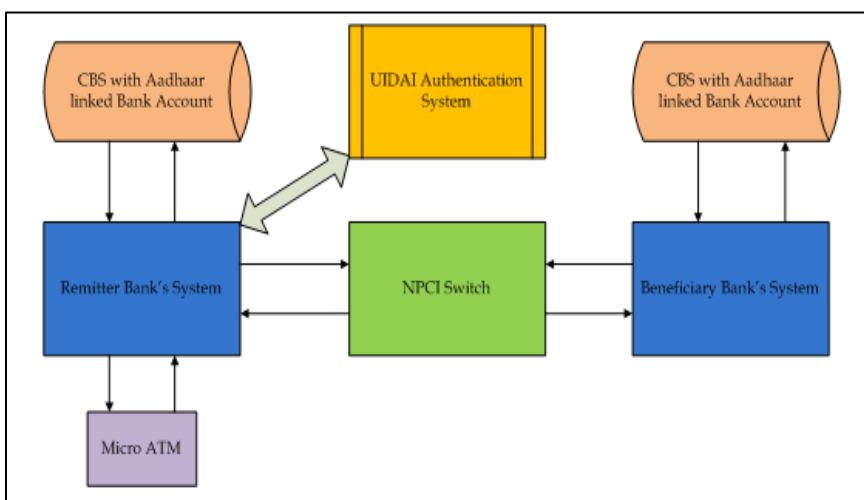 CBS with Aadhaar
linked Bank Account
UIDAI Authentication
System
CBS with Aadhaar
linked Bank Account
Remitter Bank's System
NPCI Switch
Beneficiary Bank's System
Micro ATM